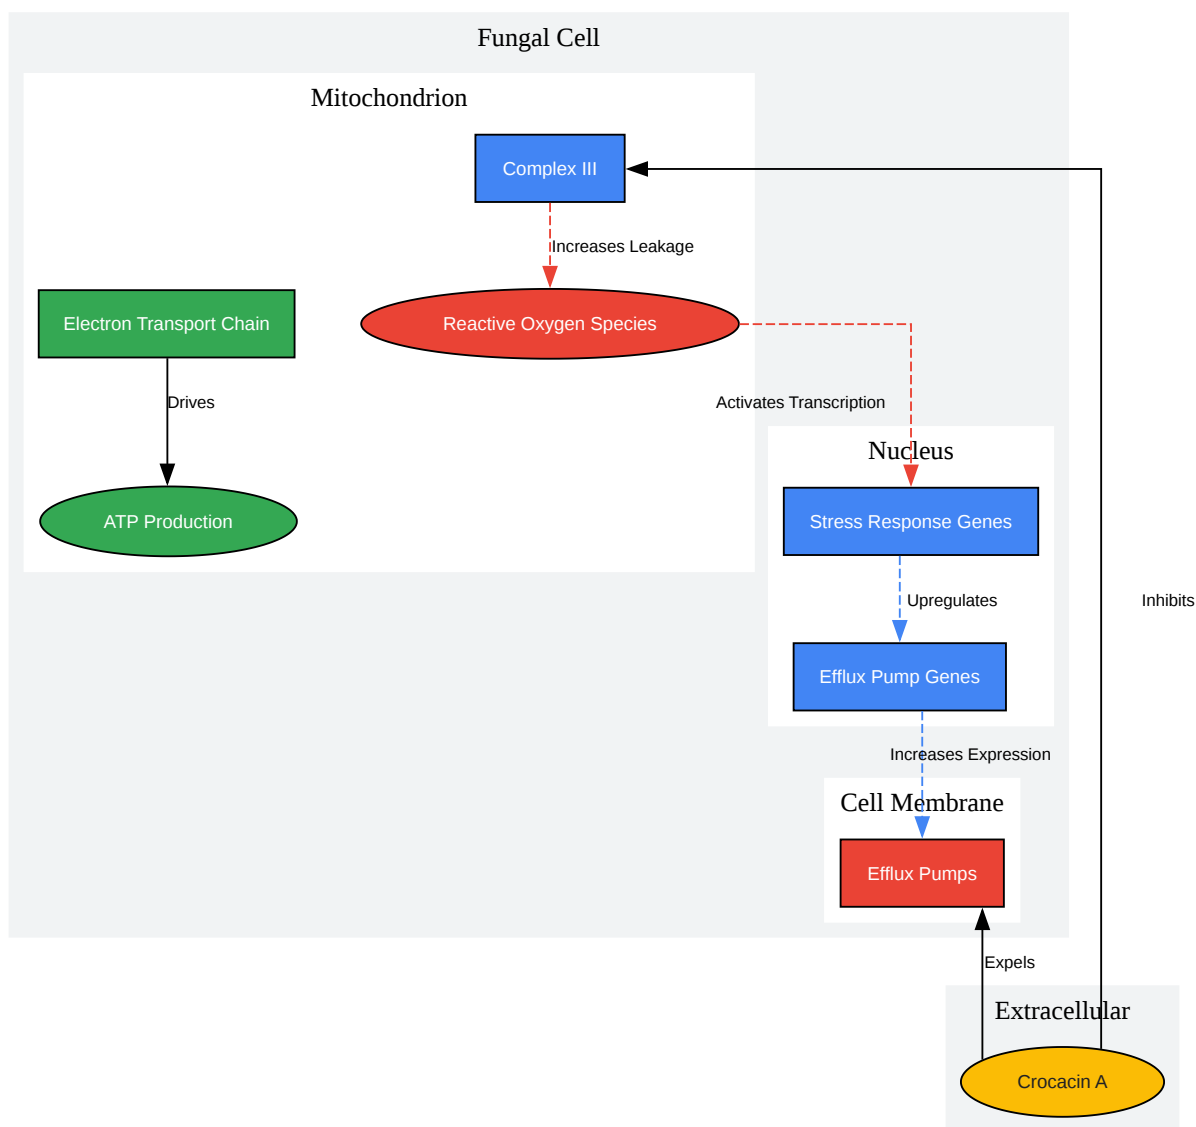 Fungal Cell
Mitochondrion
Complex III
Increases Leakage
Electron Transport Chain
Reactive Oxygen Species
Drives
Activates Transcription
Nucleus
ATP Production
Stress Response Genes
Upregulates
Inhibits
Efflux Pump Genes
Increases Expression
Cell Membrane
Efflux Pumps
Expels
Extracellular
Crocacin A